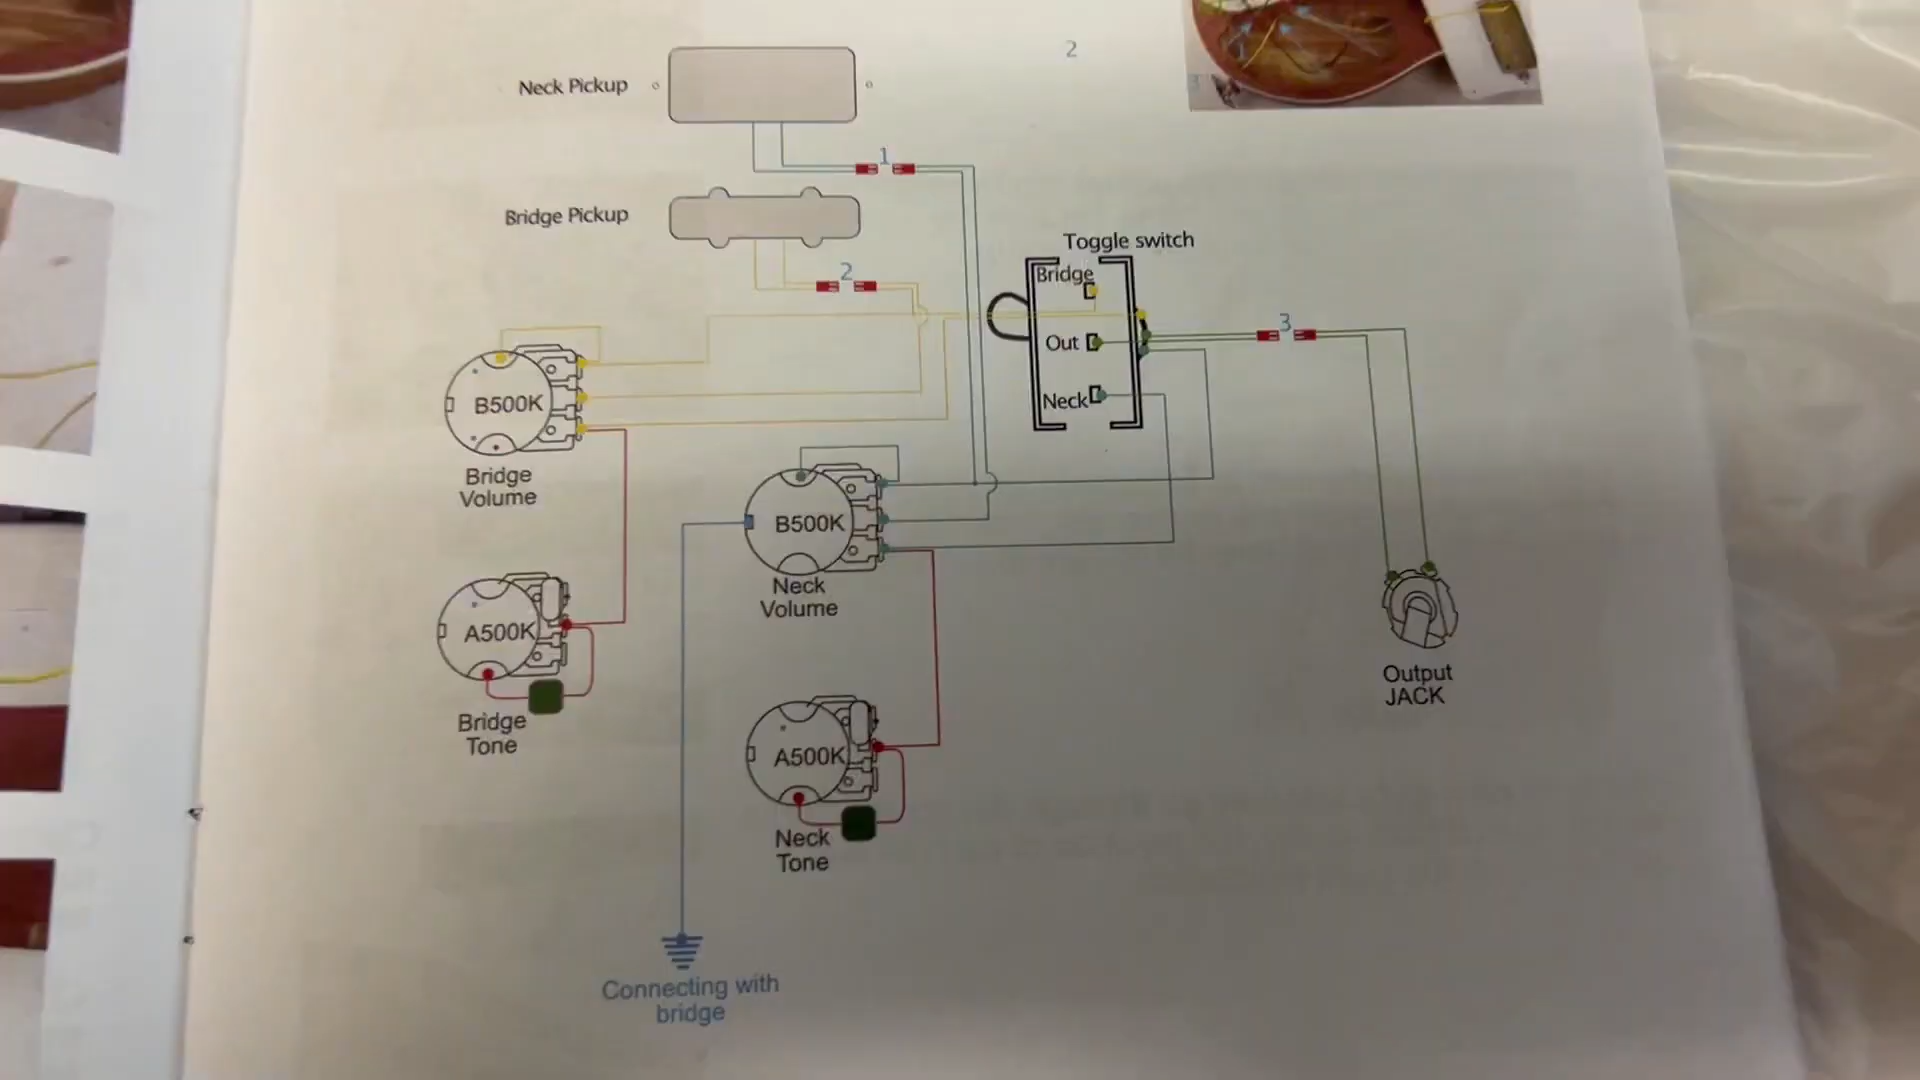 2
Neck Pickup
1
Bridge Pickup
2
Toggle switch
Bridge
Out
Neck
3
B500K
Bridge
Volume
B500K
Neck
Volume
A500K
Bridge
Tone
A500K
Neck
Tone
Output
JACK
Connecting with
bridge